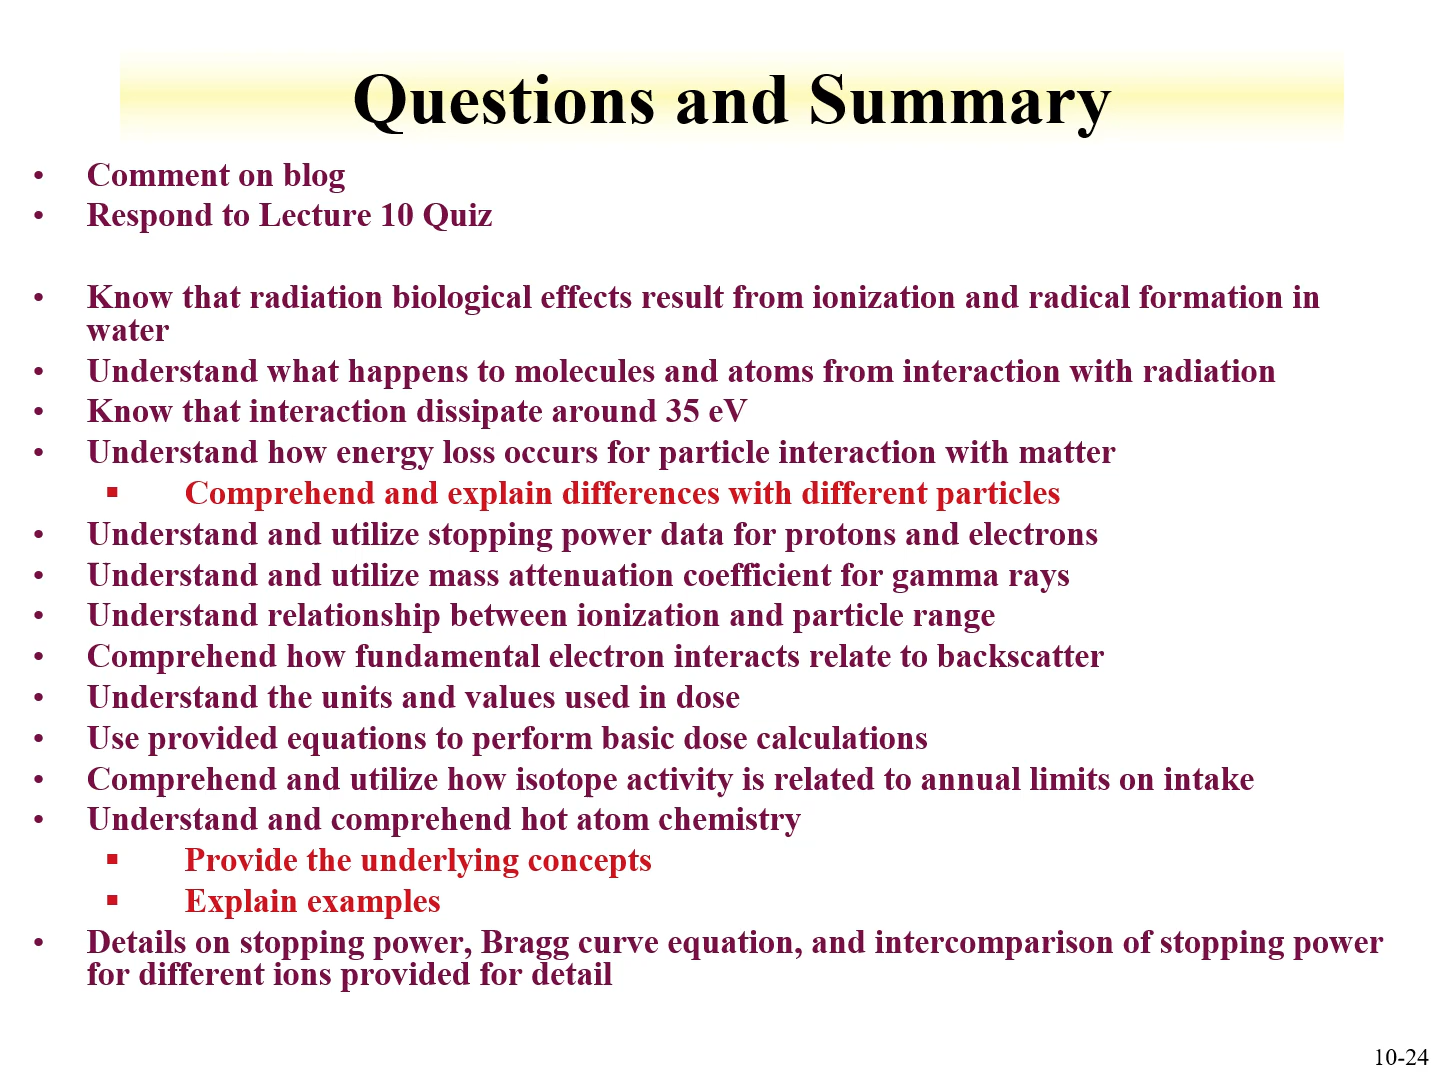 Questions and Summary
• Comment on blog
• Respond to Lecture 10 Quiz
• Know that radiation biological effects result from ionization and radical formation in
water
• Understand what happens to molecules and atoms from interaction with radiation
• Know that interaction dissipate around 35 eV
• Understand how energy loss occurs for particle interaction with matter
▪ Comprehend and explain differences with different particles
• Understand and utilize stopping power data for protons and electrons
• Understand and utilize mass attenuation coefficient for gamma rays
• Understand relationship between ionization and particle range
• Comprehend how fundamental electron interacts relate to backscatter
• Understand the units and values used in dose
• Use provided equations to perform basic dose calculations
• Comprehend and utilize how isotope activity is related to annual limits on intake
• Understand and comprehend hot atom chemistry
▪ Provide the underlying concepts
▪ Explain examples
• Details on stopping power, Bragg curve equation, and intercomparison of stopping power
for different ions provided for detail
10-24